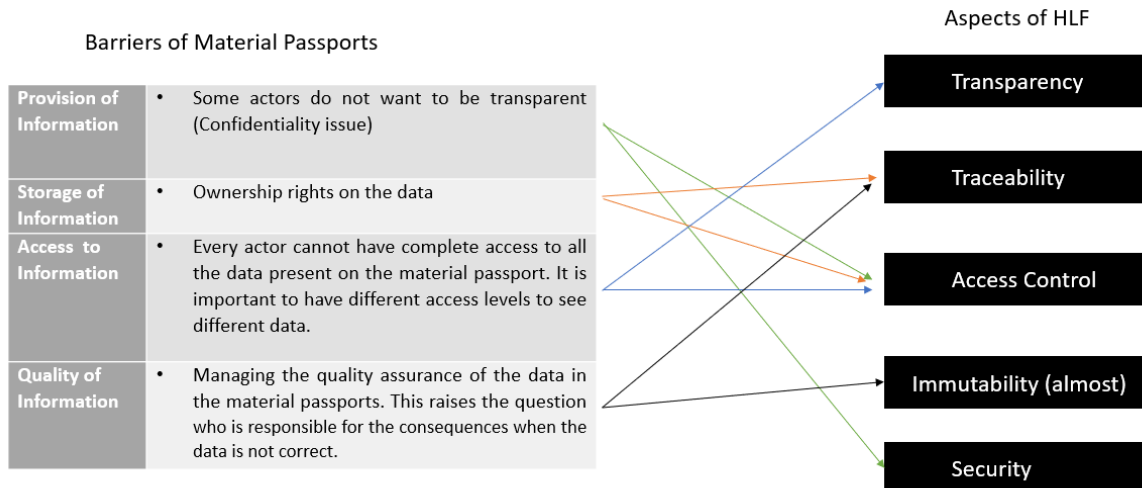 Aspects of HLF
Barriers of Material Passports
Provision of
Information
• Some actors do not want to be transparent
(Confidentiality issue)
Storage of
Information
• Ownership rights on the data
Access to
Information
• Every actor cannot have complete access to all
the data present on the material passport. It is
important to have different access levels to see
different data.
Quality of
Information
• Managing the quality assurance of the data in
the material passports. This raises the question
who is responsible for the consequences when the
data is not correct.
Transparency
Traceability
Access Control
Immutability (almost)
Security